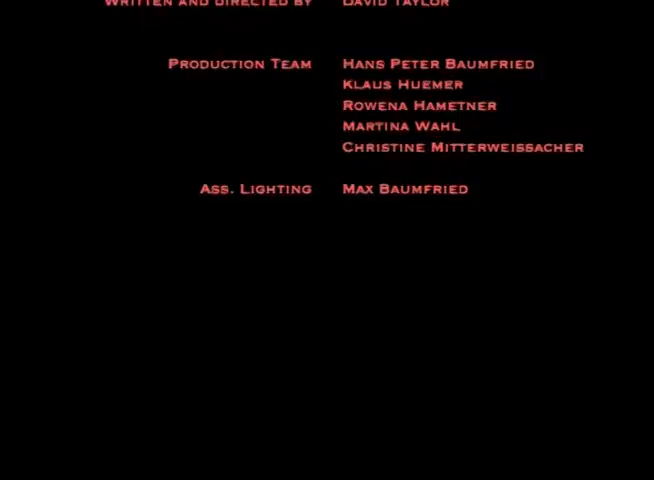 WRITTEN AND DIRECTED BY DAVID TAYLOR
PRODUCTION TEAM HANS PETER BAUMFRIED
KLAUS HUEMER
ROWENA HAMETNER
MARTINA WAHL
CHRISTINE MITTERWEISSACHER
ASS. LIGHTING MAX BAUMFRIED